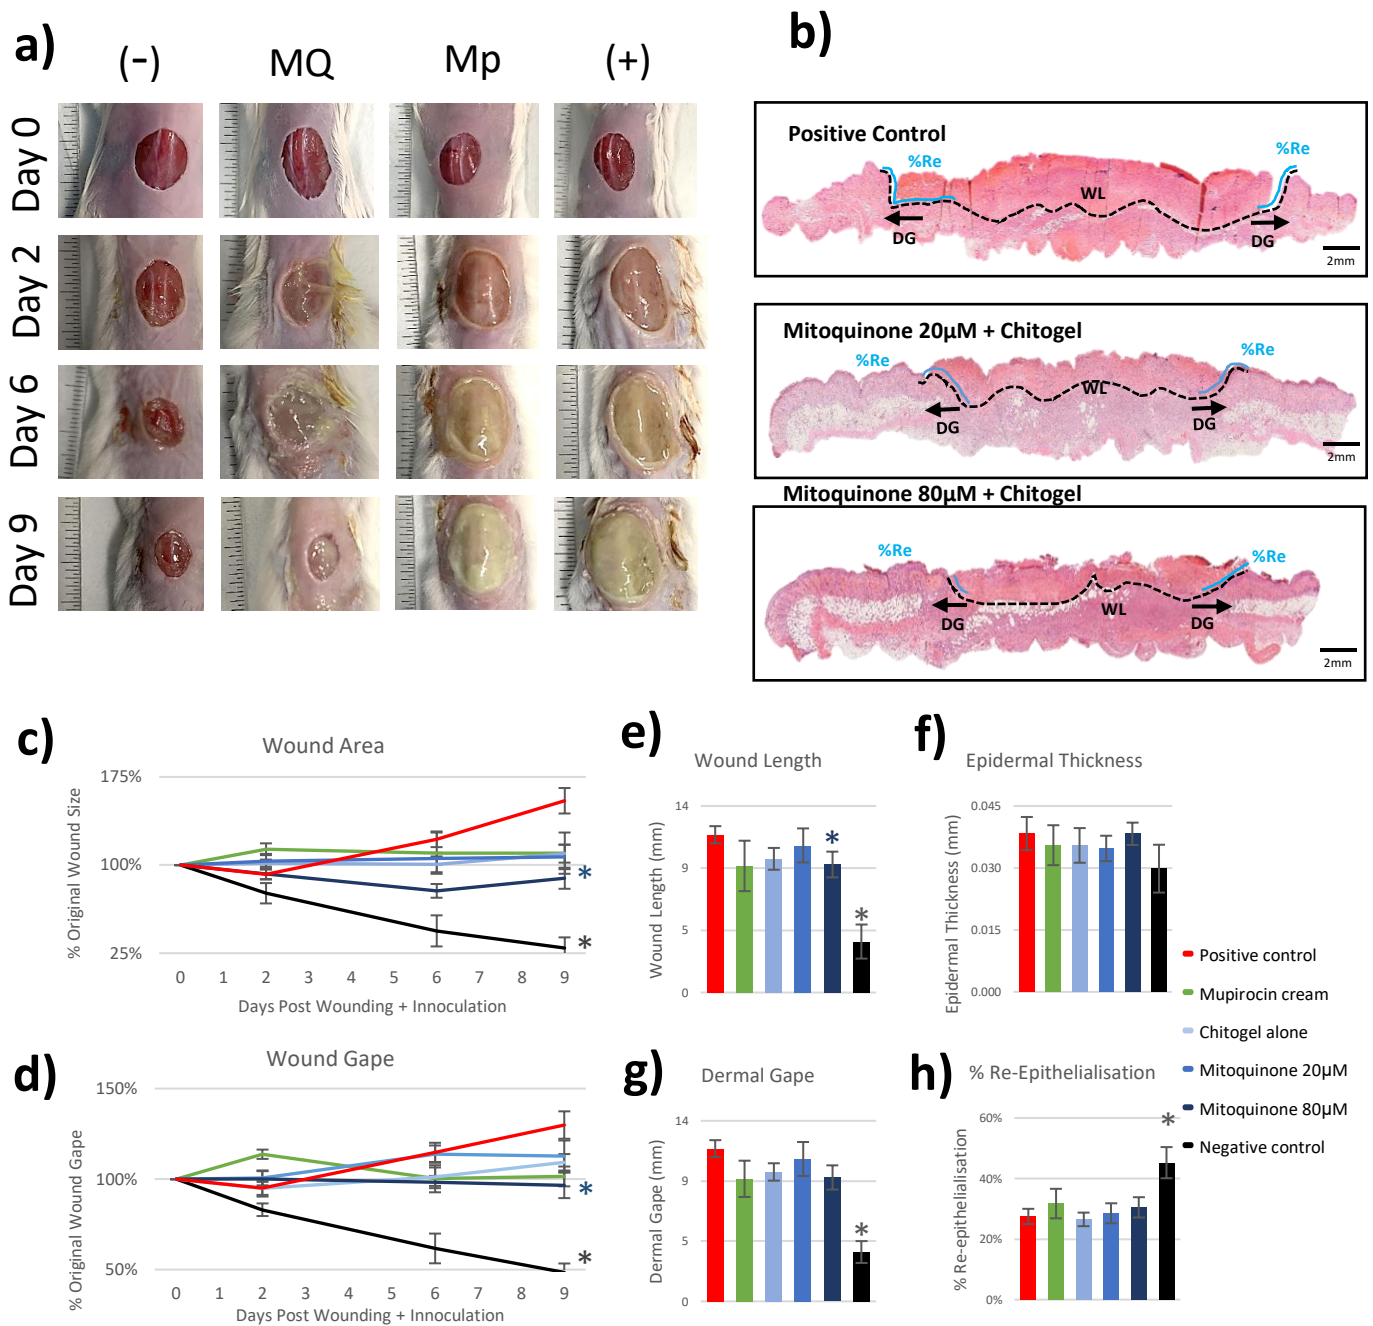 a)
(-) MQ Mp (+)
Day 0
Day 2
Day 6
Day 9
b)
Positive Control
%Re %Re
WL
DG DG
2mm
Mitoquinone 20µM + Chitogel
%Re %Re
WL
DG DG
2mm
Mitoquinone 80µM + Chitogel
%Re %Re
WL
DG DG
2mm
c)
Wound Area
% Original Wound Size
175%
100%
25%
0 1 2 3 4 5 6 7 8 9
Days Post Wounding + Innoculation
*
*
d)
Wound Gape
% Original Wound Gape
150%
100%
50%
0 1 2 3 4 5 6 7 8 9
Days Post Wounding + Innoculation
*
*
e)
Wound Length
Wound Length (mm)
14
9
5
0
*
*
f)
Epidermal Thickness
Epidermal Thickness (mm)
0.045
0.030
0.015
0.000
g)
Dermal Gape
Dermal Gape (mm)
14
9
5
0
*
h)
% Re-Epithelialisation
% Re-epithelialisation
60%
40%
20%
0%
*
Positive control
Mupirocin cream
Chitogel alone
Mitoquinone 20µM
Mitoquinone 80µM
Negative control